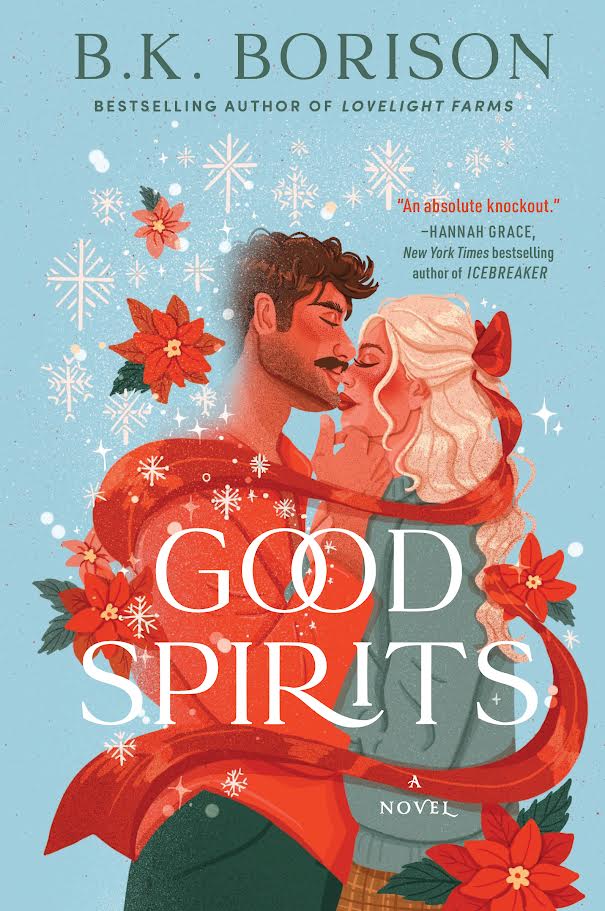 B.K. BORISON
BESTSELLING AUTHOR OF LOVELIGHT FARMS
“An absolute knockout.”
–HANNAH GRACE,
New York Times bestselling
author of ICEBREAKER
GOOD
SPIRITS
A
NOVEL